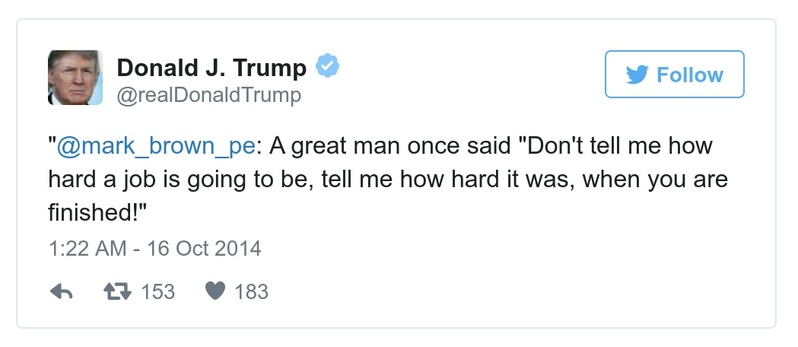 Donald J. Trump
Follow
@realDonaldTrump
"@mark_brown_pe: A great man once said "Don't tell me how
hard a job is going to be, tell me how hard it was, when you are
finished!"
1:22 AM - 16 Oct 2014
153 183